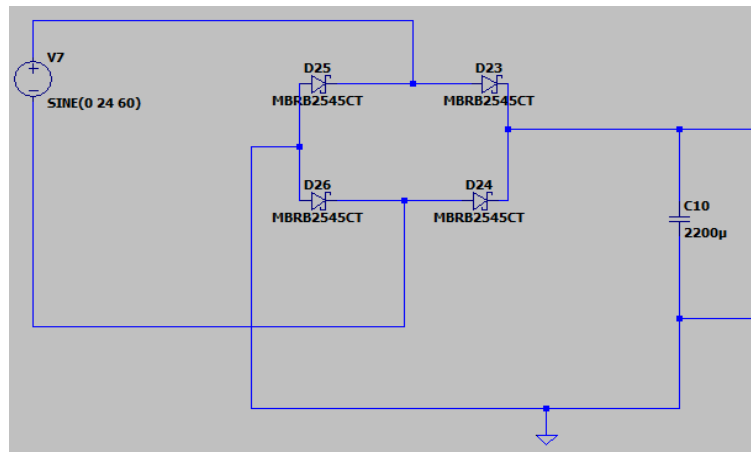 V7
SINE(0 24 60)
D25
MBRB2545CT
D23
MBRB2545CT
D26
MBRB2545CT
D24
MBRB2545CT
C10
2200µ